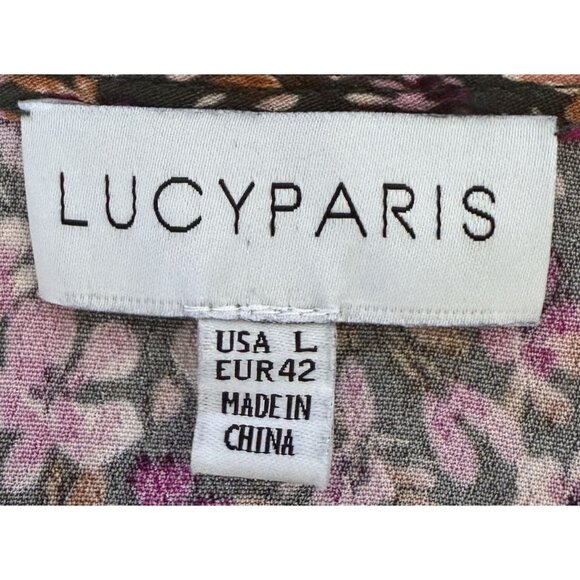 LUCYPARIS
USA L
EUR 42
MADE IN
CHINA